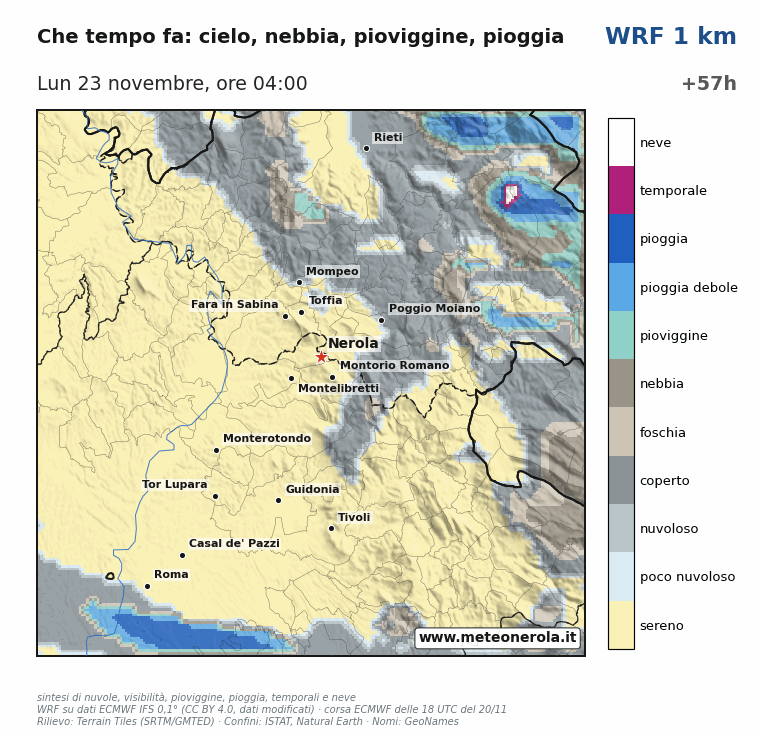 Che tempo fa: cielo, nebbia, pioviggine, pioggia
WRF 1 km
Lun 23 novembre, ore 04:00
+57h
Rieti
Mompeo
Toffia
Fara in Sabina
Poggio Moiano
Nerola
Montorio Romano
Montelibretti
Monterotondo
Tor Lupara
Guidonia
Tivoli
Casal de' Pazzi
Roma
www.meteonerola.it
neve
temporale
pioggia
pioggia debole
pioviggine
nebbia
foschia
coperto
nuvoloso
poco nuvoloso
sereno
sintesi di nuvole, visibilità, pioviggine, pioggia, temporali e neve
WRF su dati ECMWF IFS 0,1° (CC BY 4.0, dati modificati) · corsa ECMWF delle 18 UTC del 20/11
Rilievo: Terrain Tiles (SRTM/GMTED) · Confini: ISTAT, Natural Earth · Nomi: GeoNames